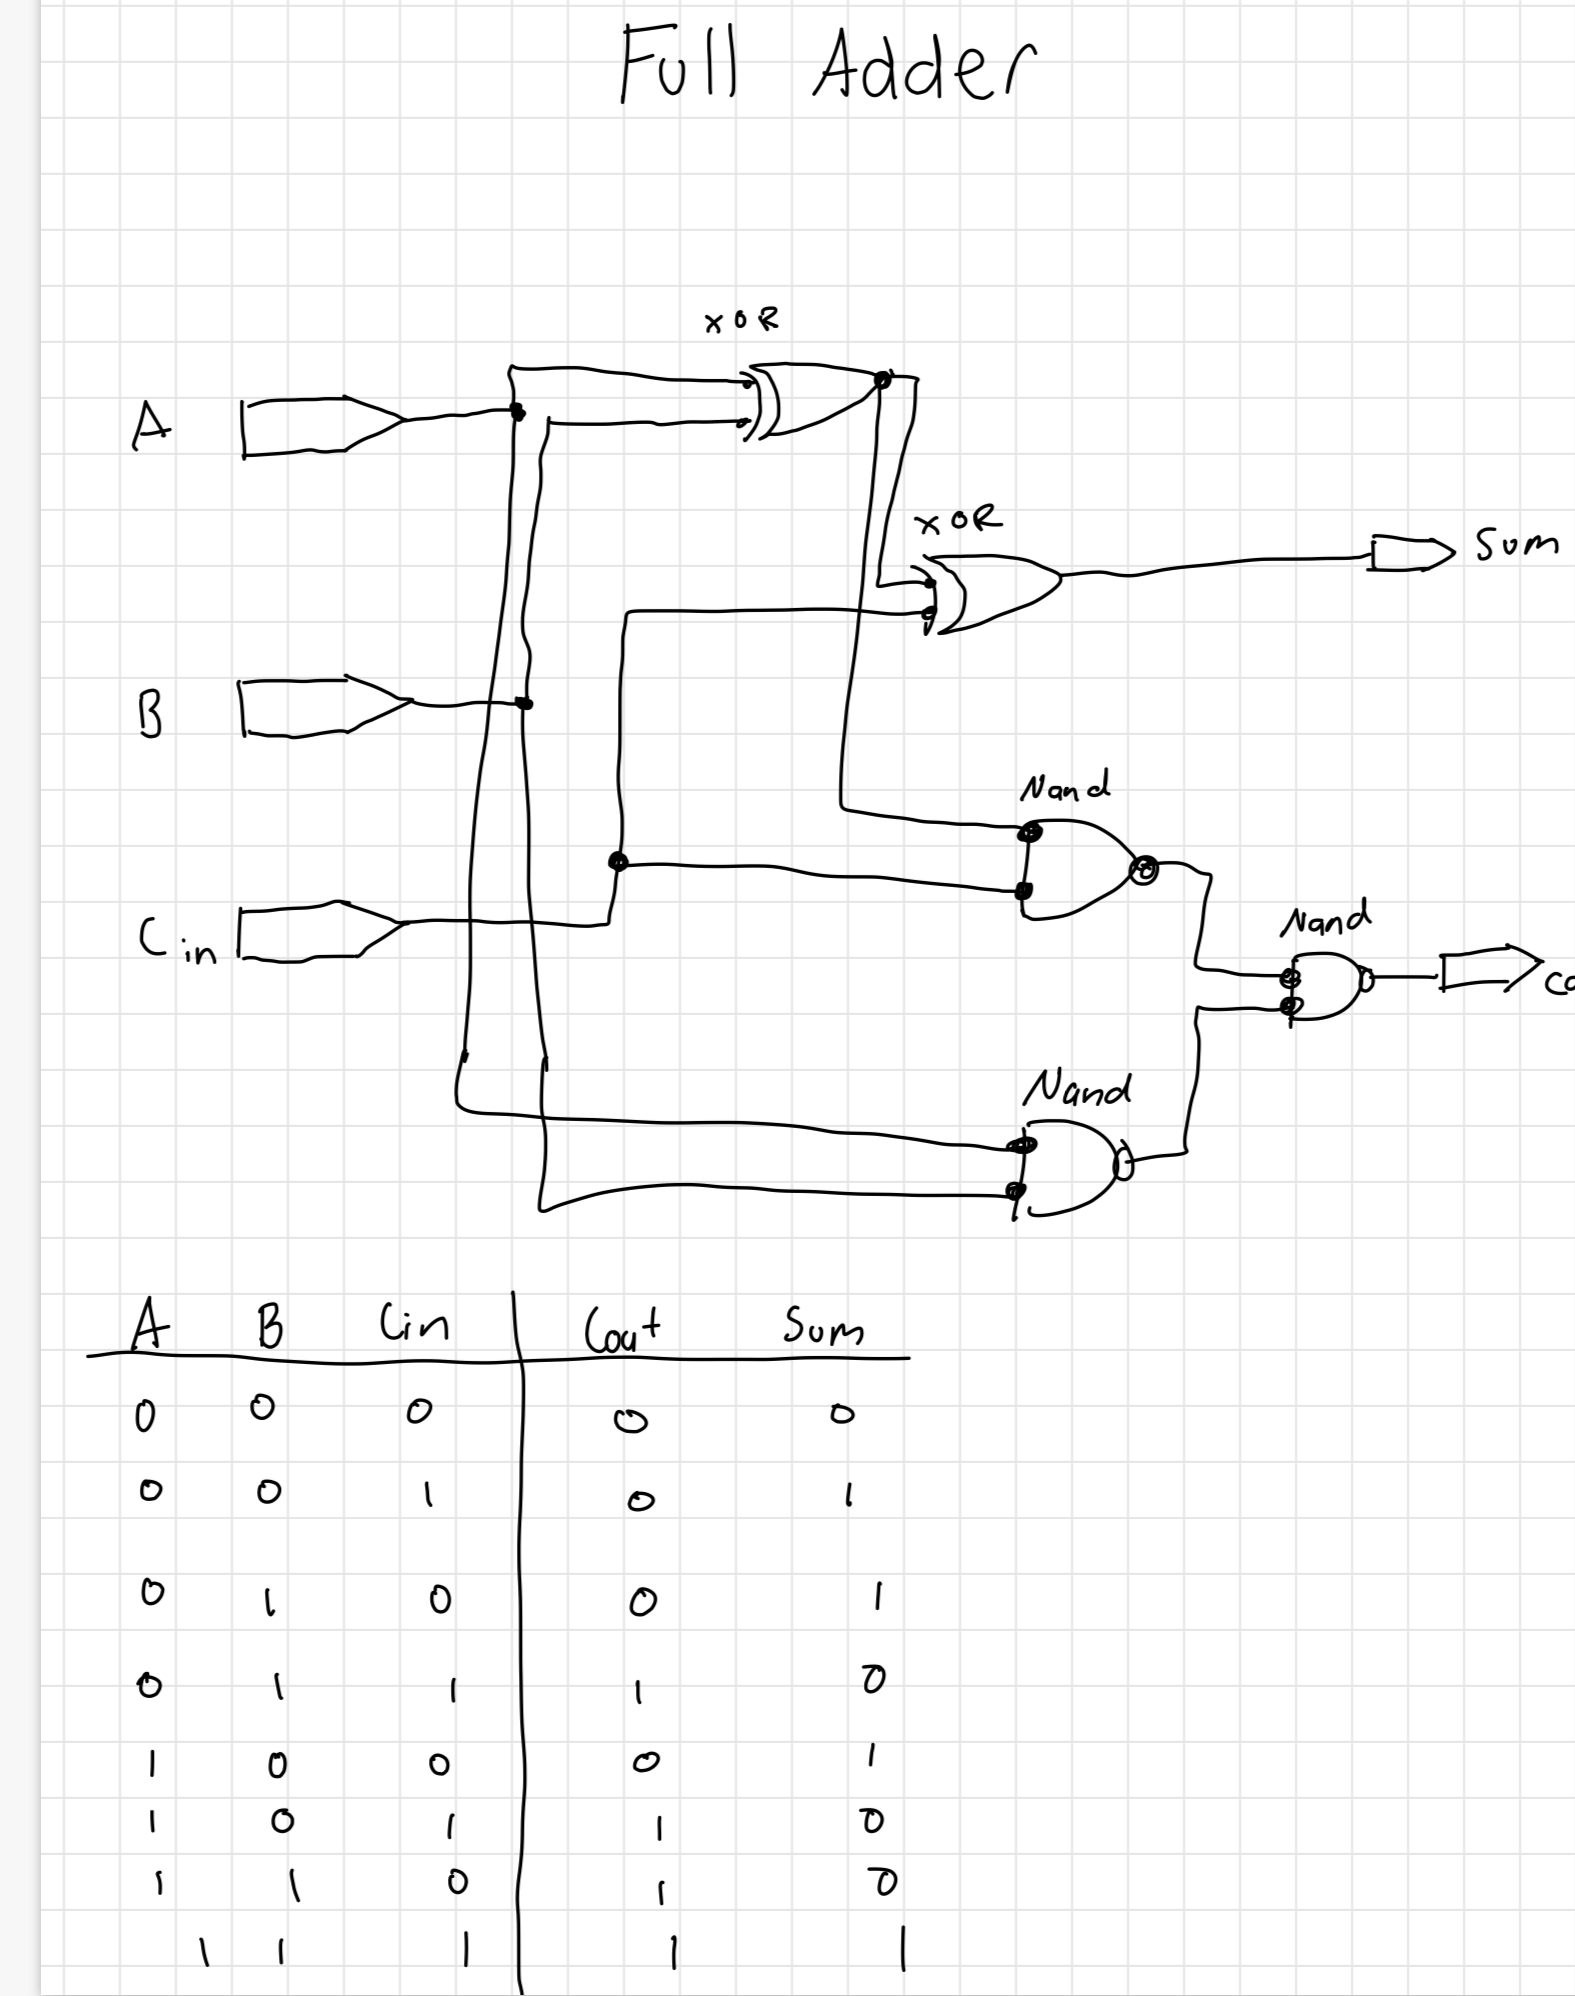 Full Adder
XOR
A
XOR
Sum
B
Nand
Nand
Cin
Co
Nand
A B Cin Cout Sum
0 0 0 0 0
0 0 1 0 1
0 1 0 0 1
0 1 1 1 0
1 0 0 0 1
1 0 1 1 0
1 1 0 1 0
1 1 1 1 1